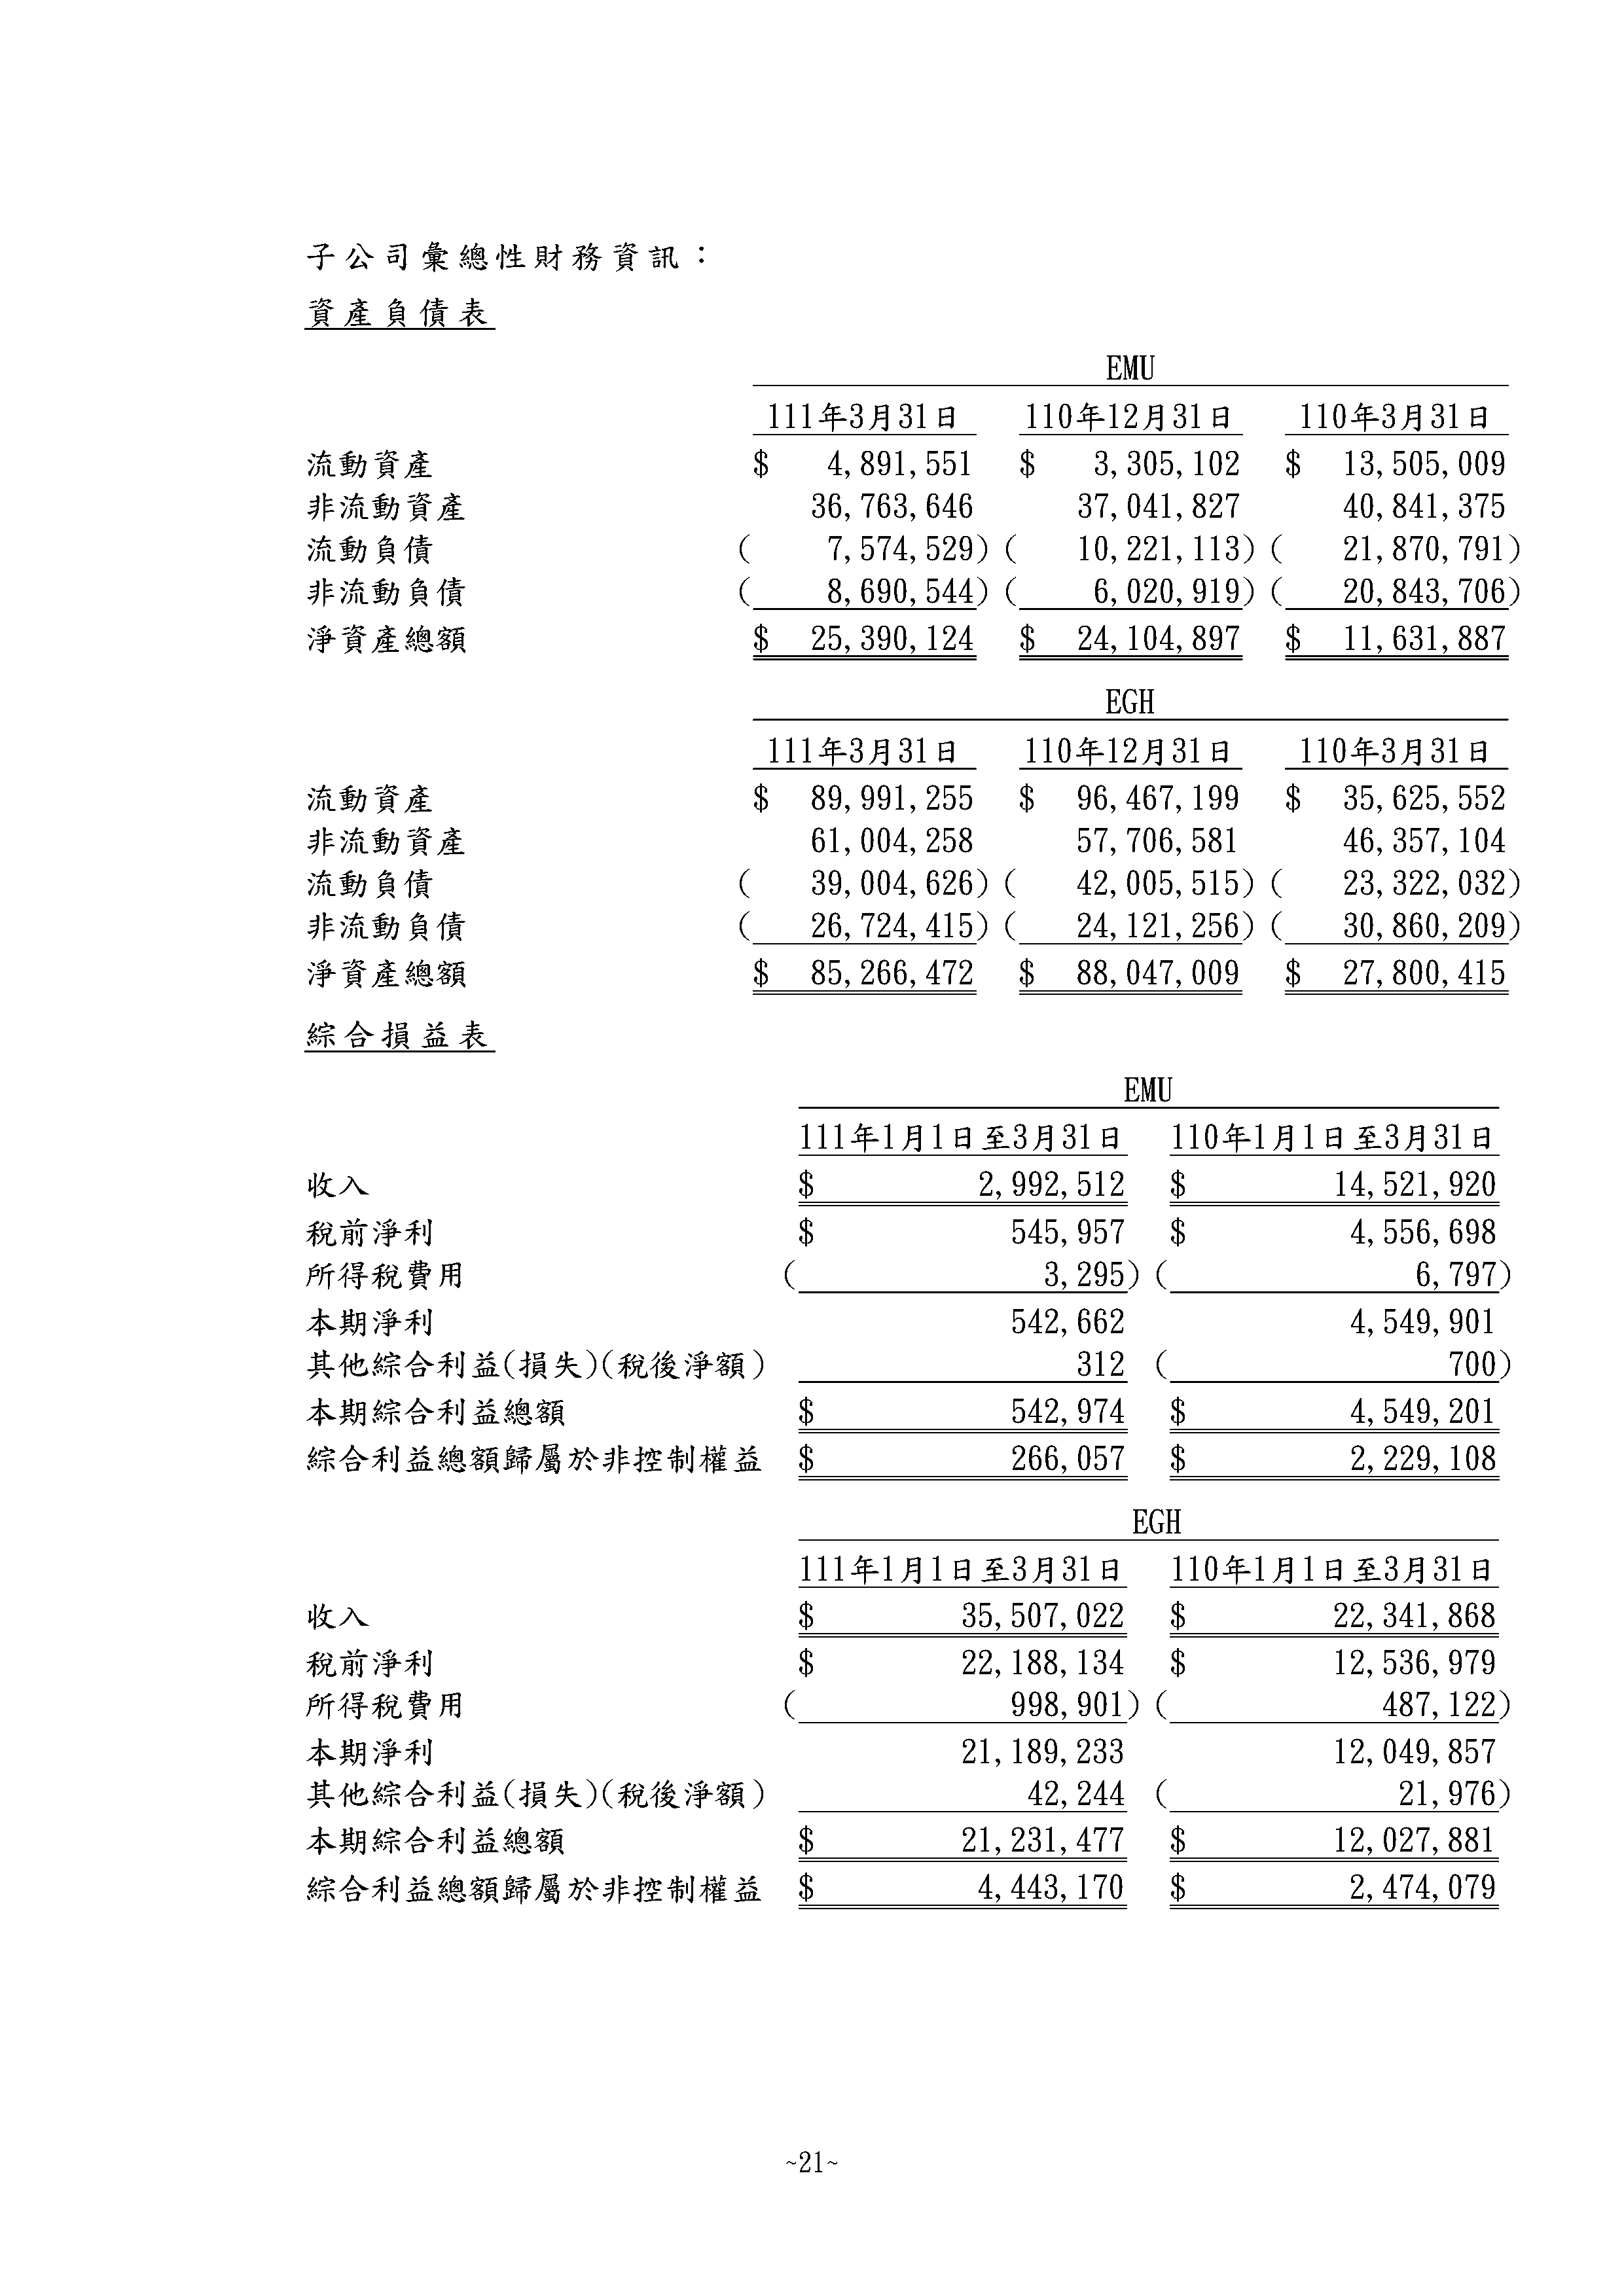 子公司彙總性財務資訊：
資產負債表
EMU
111年3月31日 110年12月31日 110年3月31日
流動資產 $ 4,891,551 $ 3,305,102 $ 13,505,009
非流動資產 36,763,646 37,041,827 40,841,375
流動負債 ( 7,574,529) ( 10,221,113) ( 21,870,791)
非流動負債 ( 8,690,544) ( 6,020,919) ( 20,843,706)
淨資產總額 $ 25,390,124 $ 24,104,897 $ 11,631,887
EGH
111年3月31日 110年12月31日 110年3月31日
流動資產 $ 89,991,255 $ 96,467,199 $ 35,625,552
非流動資產 61,004,258 57,706,581 46,357,104
流動負債 ( 39,004,626) ( 42,005,515) ( 23,322,032)
非流動負債 ( 26,724,415) ( 24,121,256) ( 30,860,209)
淨資產總額 $ 85,266,472 $ 88,047,009 $ 27,800,415
綜合損益表
EMU
111年1月1日至3月31日 110年1月1日至3月31日
收入 $ 2,992,512 $ 14,521,920
稅前淨利 $ 545,957 $ 4,556,698
所得稅費用 ( 3,295) ( 6,797)
本期淨利 542,662 4,549,901
其他綜合利益(損失)(稅後淨額) 312 ( 700)
本期綜合利益總額 $ 542,974 $ 4,549,201
綜合利益總額歸屬於非控制權益 $ 266,057 $ 2,229,108
EGH
111年1月1日至3月31日 110年1月1日至3月31日
收入 $ 35,507,022 $ 22,341,868
稅前淨利 $ 22,188,134 $ 12,536,979
所得稅費用 ( 998,901) ( 487,122)
本期淨利 21,189,233 12,049,857
其他綜合利益(損失)(稅後淨額) 42,244 ( 21,976)
本期綜合利益總額 $ 21,231,477 $ 12,027,881
綜合利益總額歸屬於非控制權益 $ 4,443,170 $ 2,474,079
~21~